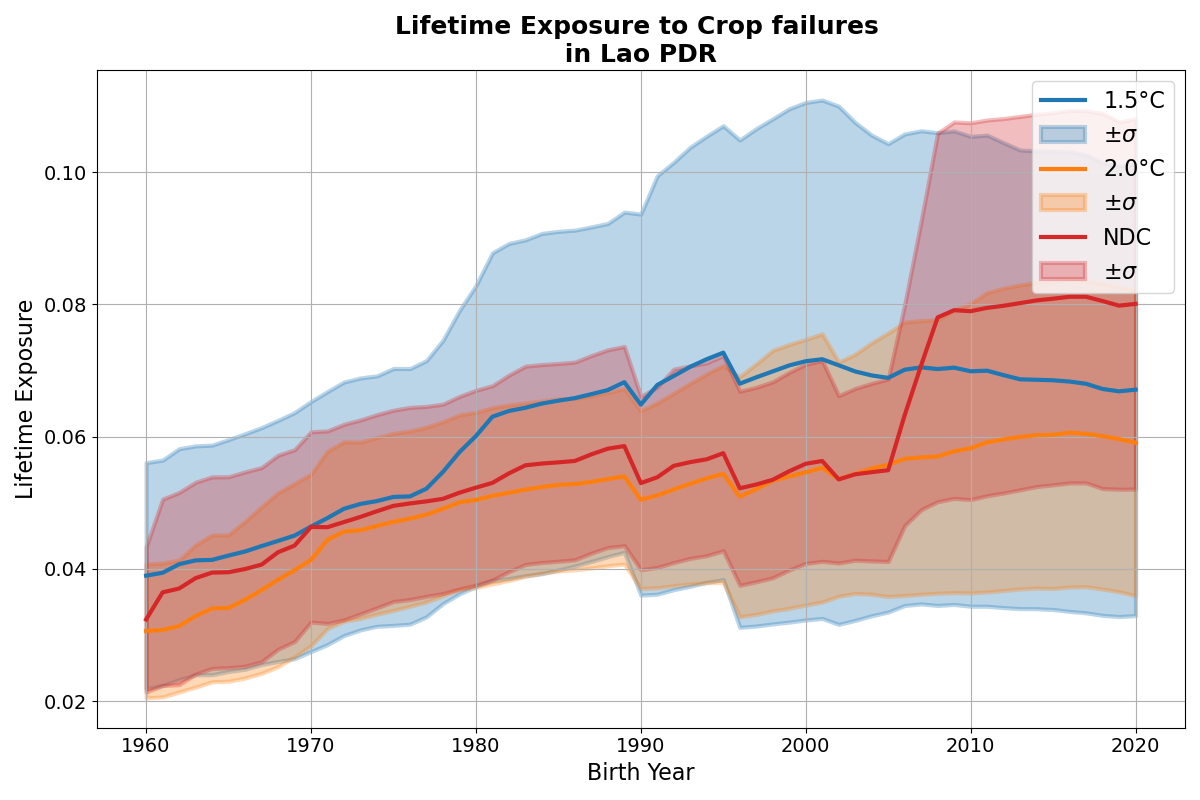 Lifetime Exposure to Crop failures
in Lao PDR
Lifetime Exposure
0.10
0.08
0.06
0.04
0.02
1960 1970 1980 1990 2000 2010 2020
Birth Year
1.5°C
±σ
2.0°C
±σ
NDC
±σ